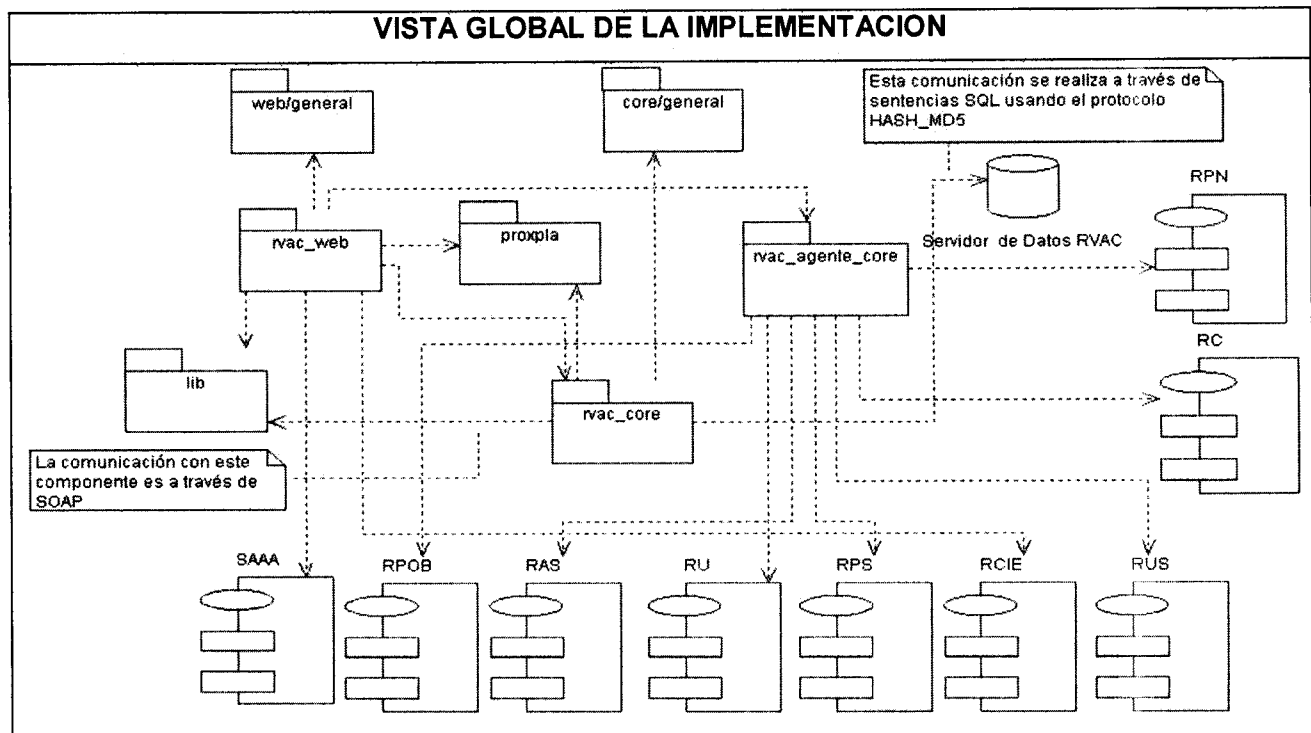 VISTA GLOBAL DE LA IMPLEMENTACION
web/general
core/general
Esta comunicación se realiza a través de
sentencias SQL usando el protocolo
HASH_MD5
RPN
rvac_web
proxpla
rvac_agente_core
Servidor de Datos RVAC
RC
lib
rvac_core
La comunicación con este
componente es a través de
SOAP
SAAA
RPOB
RAS
RU
RPS
RCIE
RUS